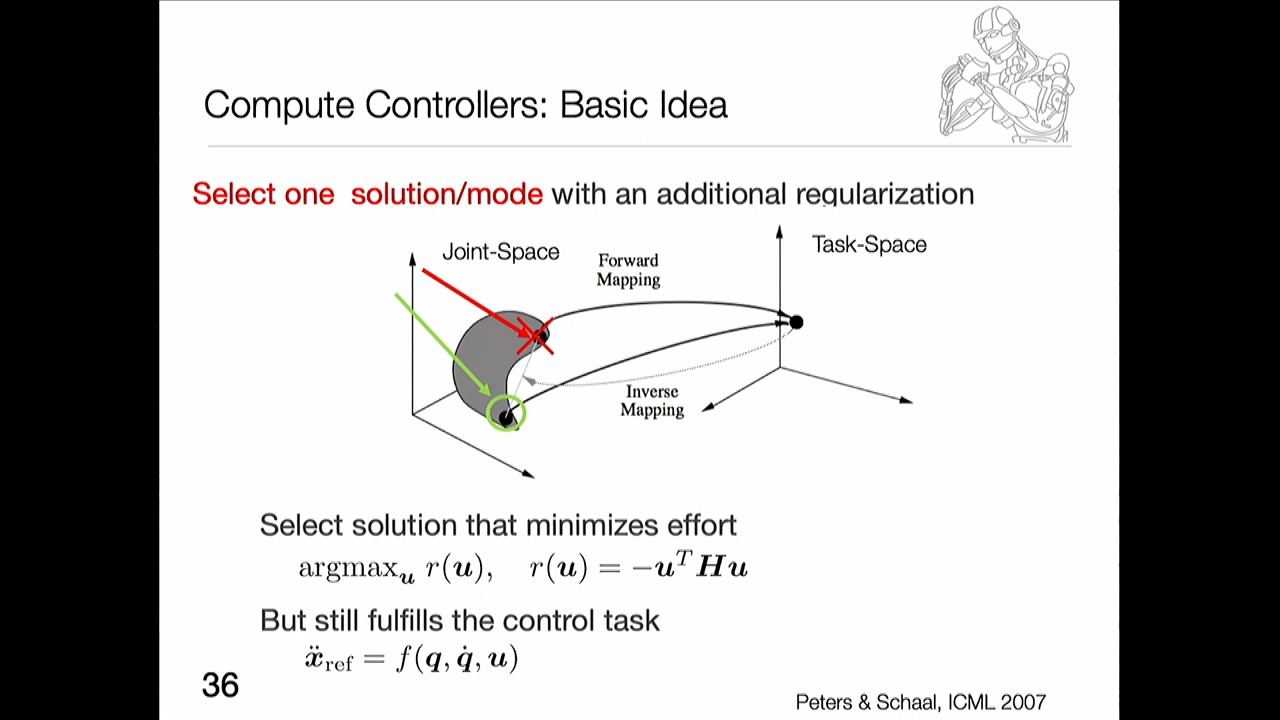 Compute Controllers: Basic Idea
Select one solution/mode with an additional regularization
Joint-Space
Task-Space
Forward
Mapping
Inverse
Mapping
Select solution that minimizes effort
argmax_𝒖 r(𝒖),   r(𝒖) = −𝒖^T 𝑯𝒖
But still fulfills the control task
ẍ_ref = f(𝒒, 𝒒̇, 𝒖)
36
Peters & Schaal, ICML 2007